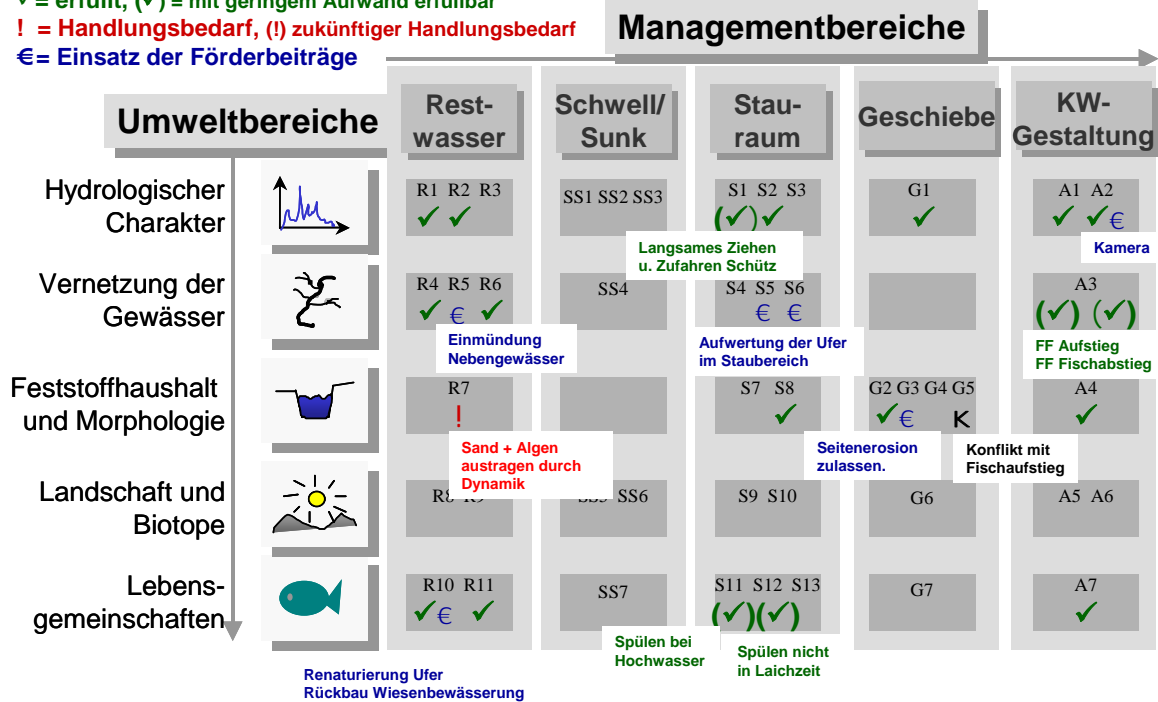 ✓ = erfüllt, (✓) = mit geringem Aufwand erfüllbar
! = Handlungsbedarf, (!) zukünftiger Handlungsbedarf
€ = Einsatz der Förderbeiträge
Managementbereiche
Umweltbereiche
Rest-
wasser
Schwell/
Sunk
Stau-
raum
Geschiebe
KW-
Gestaltung
Hydrologischer
Charakter
R1 R2 R3
✓ ✓
SS1 SS2 SS3
S1 S2 S3
(✓) ✓
G1
✓
A1 A2
✓ ✓€
Langsames Ziehen
u. Zufahren Schütz
Kamera
Vernetzung der
Gewässer
R4 R5 R6
✓ € ✓
SS4
S4 S5 S6
€ €
A3
(✓) (✓)
Einmündung
Nebengewässer
Aufwertung der Ufer
im Staubereich
FF Aufstieg
FF Fischabstieg
Feststoffhaushalt
und Morphologie
R7
!
S7 S8
✓
G2 G3 G4 G5
✓€ K
A4
✓
Sand + Algen
austragen durch
Dynamik
Seitenerosion
zulassen.
Konflikt mit
Fischaufstieg
Landschaft und
Biotope
R8 R9
SS5 SS6
S9 S10
G6
A5 A6
Lebens-
gemeinschaften
R10 R11
✓€ ✓
SS7
S11 S12 S13
(✓)(✓)
G7
A7
✓
Spülen bei
Hochwasser
Spülen nicht
in Laichzeit
Renaturierung Ufer
Rückbau Wiesenbewässerung